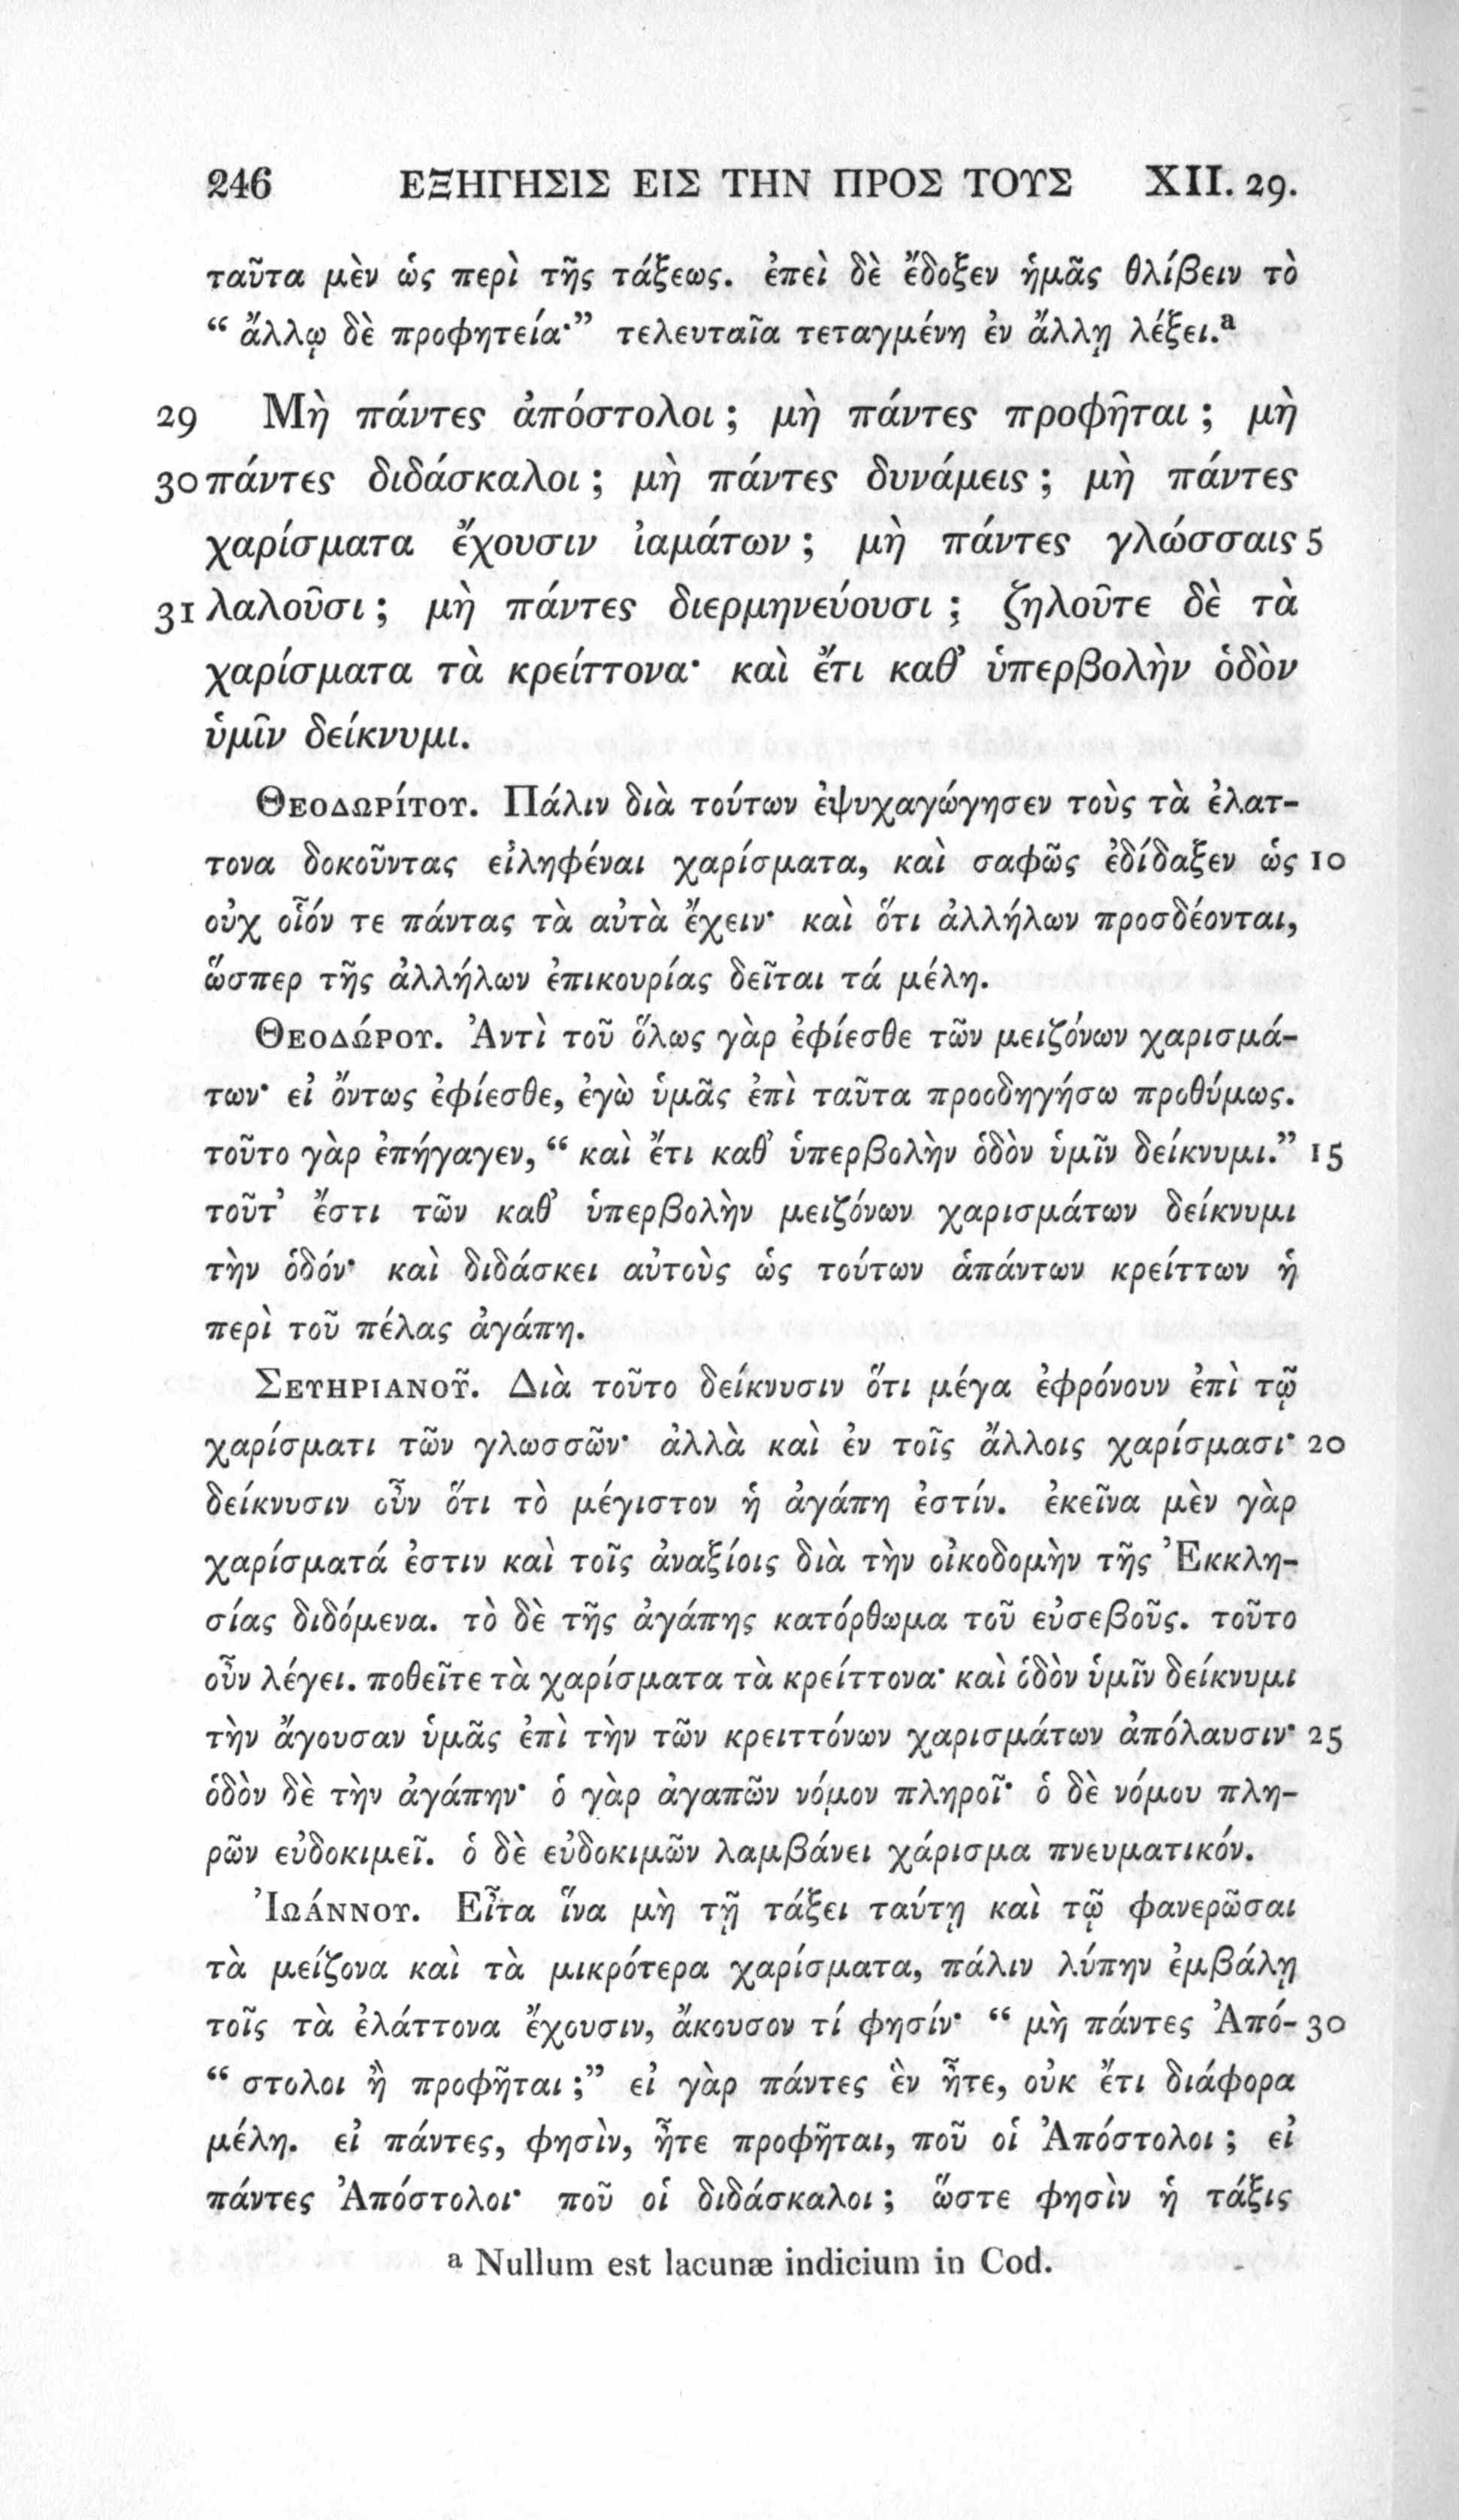 246 ΕΞΗΓΗΣΙΣ ΕΙΣ ΤΗΝ ΠΡΟΣ ΤΟΥΣ XII. 29.
ταῦτα μὲν ὡς περὶ τῆς τάξεως. ἐπεὶ δὲ ἔδοξεν ἡμᾶς θλίβειν τὸ
“ ἄλλῳ δὲ προφητεία·” τελευταῖα τεταγμένη ἐν ἄλλῃ λέξει.ᵃ
29 Μὴ πάντες ἀπόστολοι ; μὴ πάντες προφῆται ; μὴ
30 πάντες διδάσκαλοι ; μὴ πάντες δυνάμεις ; μὴ πάντες
χαρίσματα ἔχουσιν ἰαμάτων ; μὴ πάντες γλώσσαις 5
31 λαλοῦσι ; μὴ πάντες διερμηνεύουσι ; ζηλοῦτε δὲ τὰ
χαρίσματα τὰ κρείττονα· καὶ ἔτι καθ’ ὑπερβολὴν ὁδὸν
ὑμῖν δείκνυμι.
Θεοδωρίτου. Πάλιν διὰ τούτων ἐψυχαγώγησεν τοὺς τὰ ἐλατ-
τονα δοκοῦντας εἰληφέναι χαρίσματα, καὶ σαφῶς ἐδίδαξεν ὡς 10
οὐχ οἷόν τε πάντας τὰ αὐτὰ ἔχειν· καὶ ὅτι ἀλλήλων προσδέονται,
ὥσπερ τῆς ἀλλήλων ἐπικουρίας δεῖται τά μέλη.
Θεοδώρου. Ἀντὶ τοῦ ὅλως γὰρ ἐφίεσθε τῶν μειζόνων χαρισμά-
των· εἰ ὄντως ἐφίεσθε, ἐγὼ ὑμᾶς ἐπὶ ταῦτα προοδηγήσω προθύμως.
τοῦτο γὰρ ἐπήγαγεν, “ καὶ ἔτι καθ’ ὑπερβολὴν ὁδὸν ὑμῖν δείκνυμι.” 15
τοῦτ’ ἔστι τῶν καθ’ ὑπερβολὴν μειζόνων χαρισμάτων δείκνυμι
τὴν ὁδόν· καὶ διδάσκει αὐτοὺς ὡς τούτων ἁπάντων κρείττων ἡ
περὶ τοῦ πέλας ἀγάπη.
Σευηριανοῦ. Διὰ τοῦτο δείκνυσιν ὅτι μέγα ἐφρόνουν ἐπὶ τῷ
χαρίσματι τῶν γλωσσῶν· ἀλλὰ καὶ ἐν τοῖς ἄλλοις χαρίσμασι· 20
δείκνυσιν οὖν ὅτι τὸ μέγιστον ἡ ἀγάπη ἐστίν. ἐκεῖνα μὲν γὰρ
χαρίσματά ἐστιν καὶ τοῖς ἀναξίοις διὰ τὴν οἰκοδομὴν τῆς Ἐκκλη-
σίας διδόμενα. τὸ δὲ τῆς ἀγάπης κατόρθωμα τοῦ εὐσεβοῦς. τοῦτο
οὖν λέγει. ποθεῖτε τὰ χαρίσματα τὰ κρείττονα· καὶ ὁδὸν ὑμῖν δείκνυμι
τὴν ἄγουσαν ὑμᾶς ἐπὶ τὴν τῶν κρειττόνων χαρισμάτων ἀπόλαυσιν· 25
ὁδὸν δὲ τὴν ἀγάπην· ὁ γὰρ ἀγαπῶν νόμον πληροῖ· ὁ δὲ νόμου πλη-
ρῶν εὐδοκιμεῖ. ὁ δὲ εὐδοκιμῶν λαμβάνει χάρισμα πνευματικόν.
Ἰωάννου. Εἶτα ἵνα μὴ τῇ τάξει ταύτῃ καὶ τῷ φανερῶσαι
τὰ μείζονα καὶ τὰ μικρότερα χαρίσματα, πάλιν λύπην ἐμβάλῃ
τοῖς τὰ ἐλάττονα ἔχουσιν, ἄκουσον τί φησίν· “ μὴ πάντες Ἀπό- 30
“ στολοι ἢ προφῆται ;” εἰ γὰρ πάντες ἓν ἦτε, οὐκ ἔτι διάφορα
μέλη. εἰ πάντες, φησὶν, ἦτε προφῆται, ποῦ οἱ Ἀπόστολοι ; εἰ
πάντες Ἀπόστολοι· ποῦ οἱ διδάσκαλοι ; ὥστε φησὶν ἡ τάξις
ᵃ Nullum est lacunæ indicium in Cod.